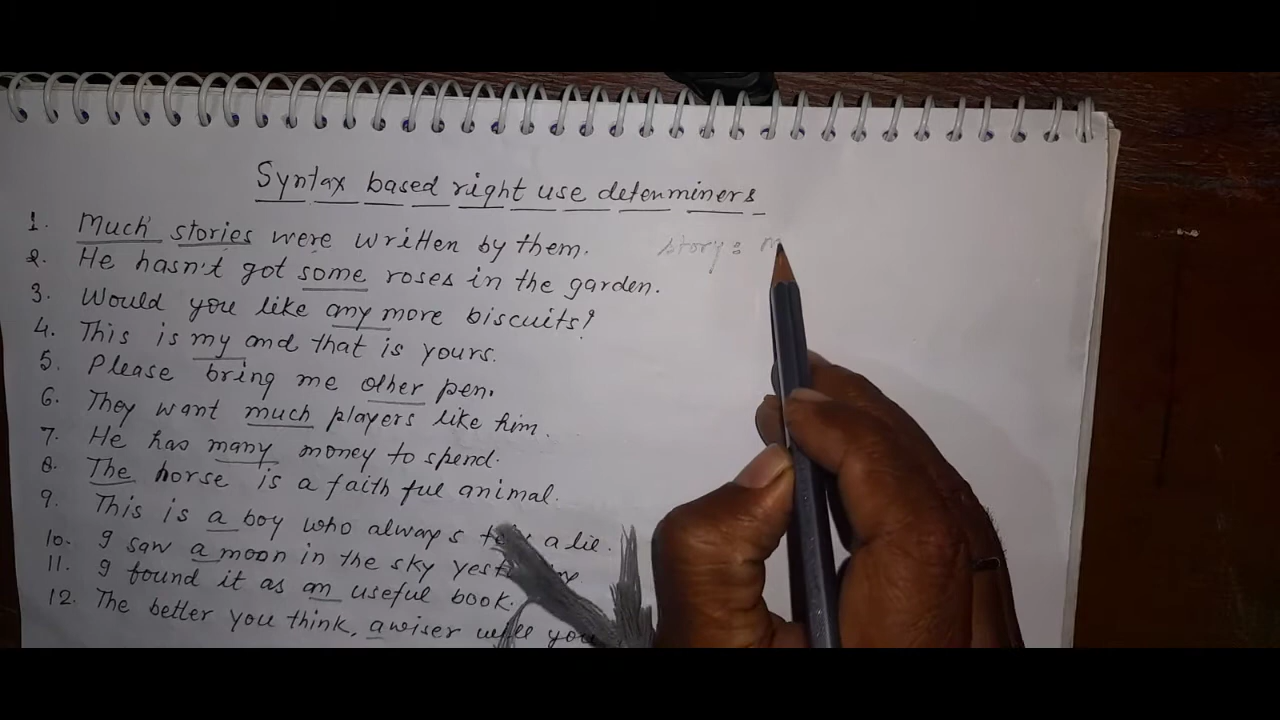 Syntax based right use determiners
1. Much stories were written by them. story: m
2. He hasn't got some roses in the garden.
3. Would you like any more biscuits?
4. This is my and that is yours.
5. Please bring me other pen.
6. They want much players like him.
7. He has many money to spend.
8. The horse is a faithful animal.
9. This is a boy who always a lie.
10. I saw a moon in the sky
11. I found it as an useful book.
12. The better you think, a wiser will you